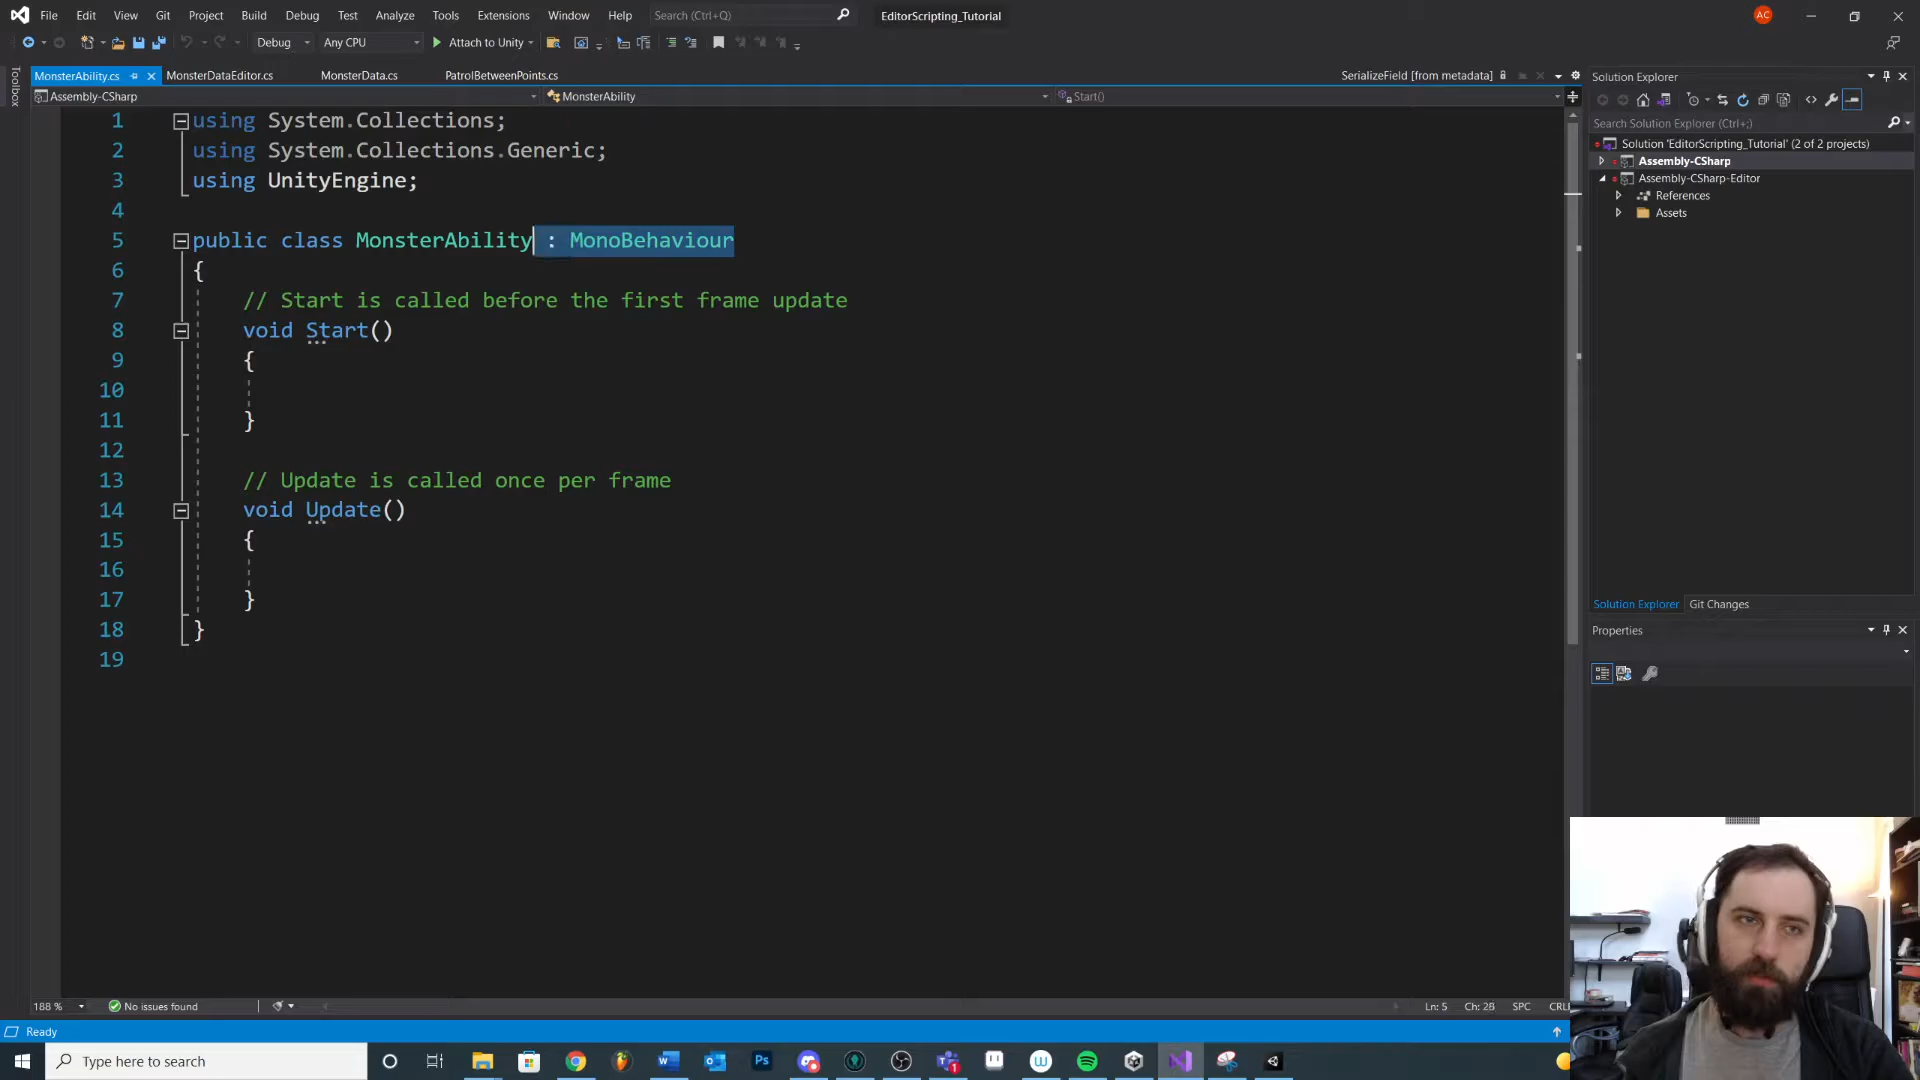 File Edit View Git Project Build Debug Test Analyze Tools Extensions Window Help Search (Ctrl+Q) EditorScripting_Tutorial AC
Debug Any CPU Attach to Unity
Toolbox
MonsterAbility.cs MonsterDataEditor.cs MonsterData.cs PatrolBetweenPoints.cs SerializeField [from metadata]
Assembly-CSharp MonsterAbility Start()
1 using System.Collections;
2 using System.Collections.Generic;
3 using UnityEngine;
4
5 public class MonsterAbility : MonoBehaviour
6 {
7 // Start is called before the first frame update
8 void Start()
9 {
10
11 }
12
13 // Update is called once per frame
14 void Update()
15 {
16
17 }
18 }
19
188 % No issues found Ln: 5 Ch: 28 SPC CRL
Ready
Solution Explorer
Search Solution Explorer (Ctrl+;)
Solution 'EditorScripting_Tutorial' (2 of 2 projects)
Assembly-CSharp
Assembly-CSharp-Editor
References
Assets
Solution Explorer Git Changes
Properties
Type here to search